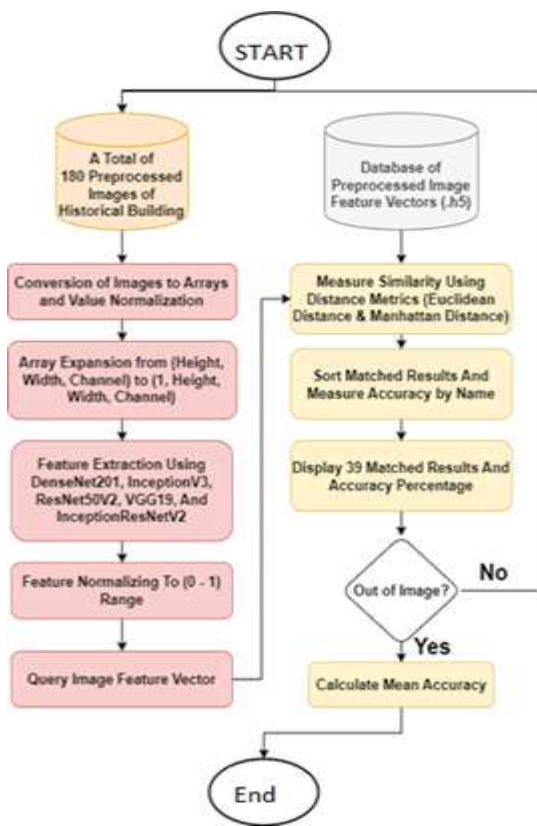 START
A Total of
180 Preprocessed
Images of
Historical Building
Conversion of Images to Arrays
and Value Normalization
Array Expansion from (Height,
Width, Channel) to (1, Height,
Width, Channel)
Feature Extraction Using
DenseNet201, InceptionV3,
ResNet50V2, VGG19, And
InceptionResNetV2
Feature Normalizing To (0 - 1)
Range
Query Image Feature Vector
Database of
Preprocessed Image
Feature Vectors (.h5)
Measure Similarity Using
Distance Metrics (Euclidean
Distance & Manhattan Distance)
Sort Matched Results And
Measure Accuracy by Name
Display 39 Matched Results And
Accuracy Percentage
Out of Image?
No
Yes
Calculate Mean Accuracy
End